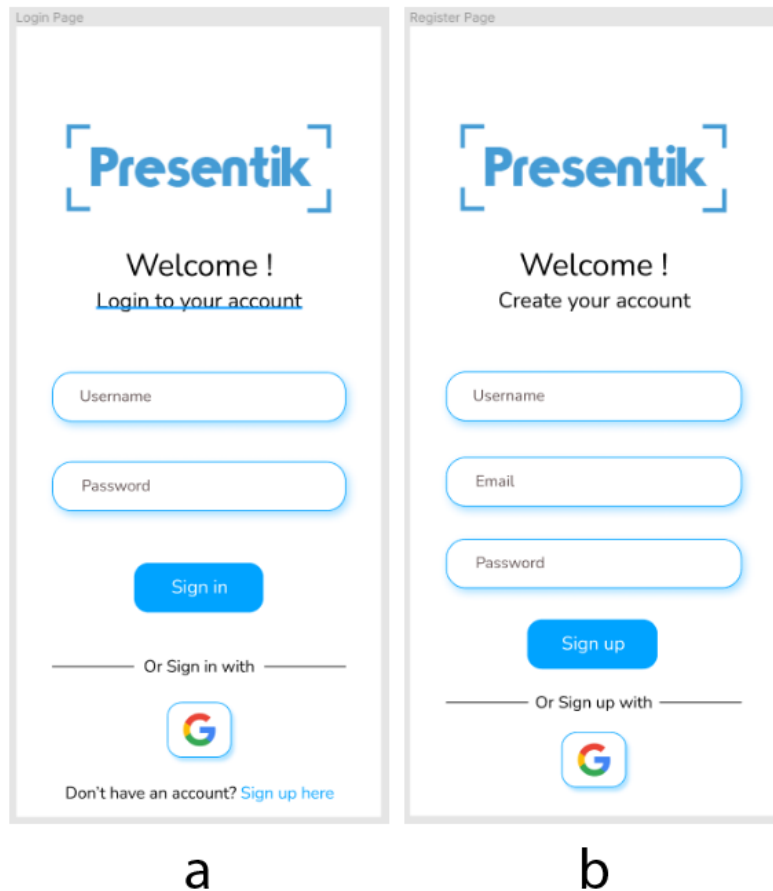 Login Page
Presentik
Welcome !
Login to your account
Username
Password
Sign in
Or Sign in with
G
Don't have an account? Sign up here
a
Register Page
Presentik
Welcome !
Create your account
Username
Email
Password
Sign up
Or Sign up with
G
b